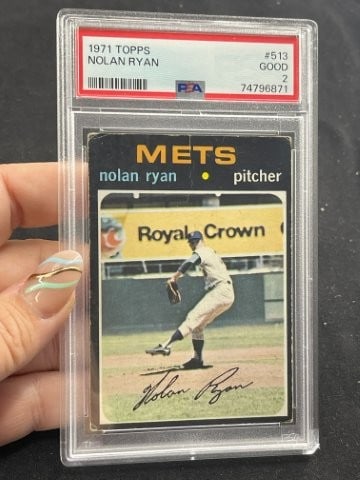 1971 TOPPS #513
NOLAN RYAN GOOD
PSA 2
74796871
METS
nolan ryan • pitcher
Royal Crown
Nolan Ryan